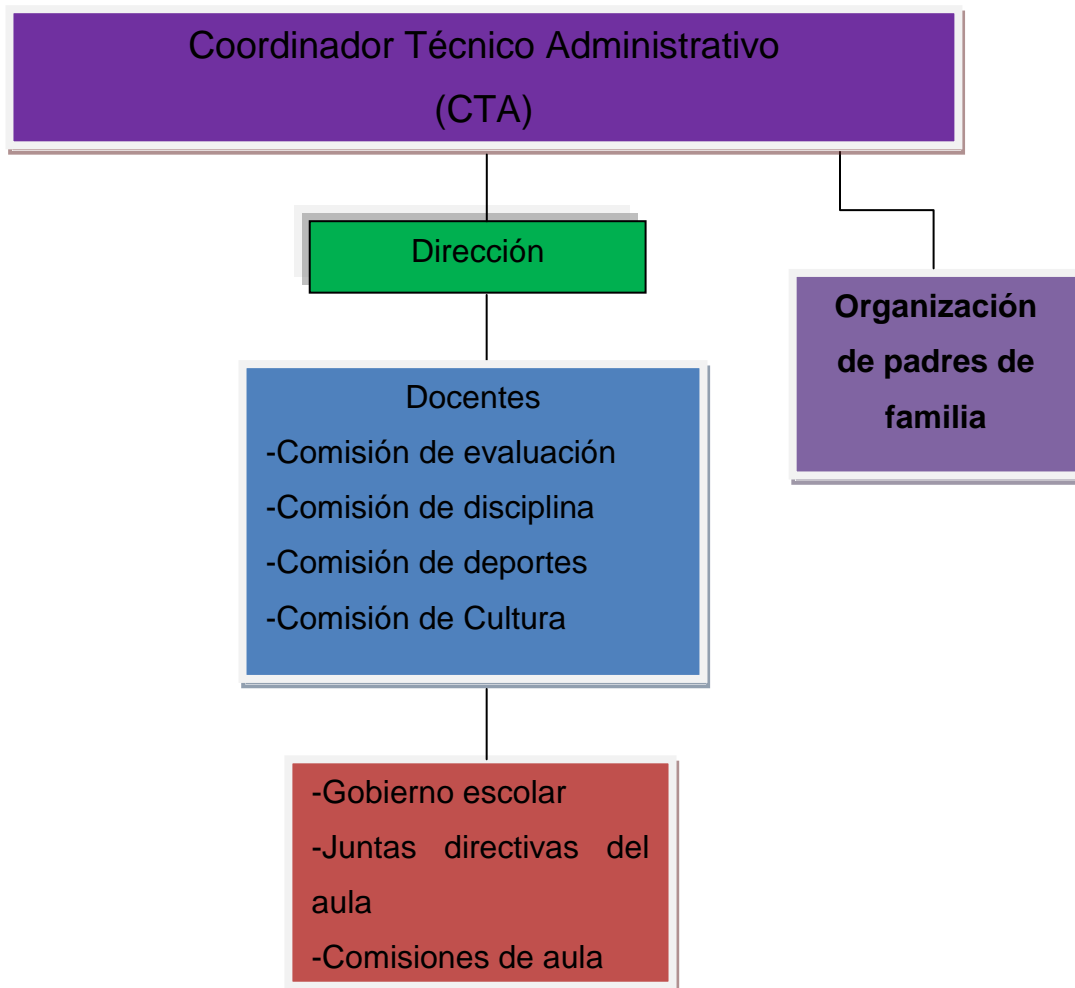 Coordinador Técnico Administrativo
(CTA)
Dirección
Organización
de padres de
familia
Docentes
-Comisión de evaluación
-Comisión de disciplina
-Comisión de deportes
-Comisión de Cultura
-Gobierno escolar
-Juntas directivas del
aula
-Comisiones de aula